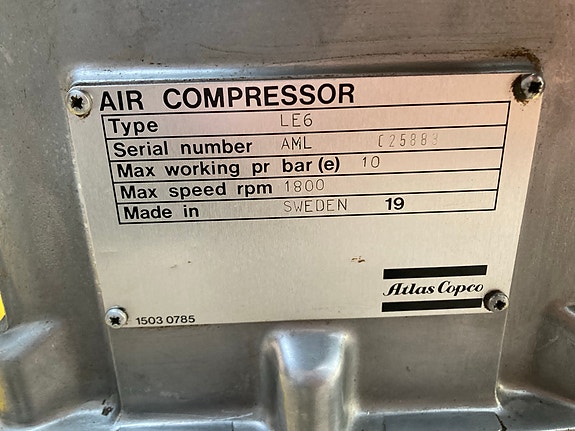 AIR COMPRESSOR
Type LE6
Serial number AML 025883
Max working pr bar (e) 10
Max speed rpm 1800
Made in SWEDEN 19
Atlas Copco
1503 0785